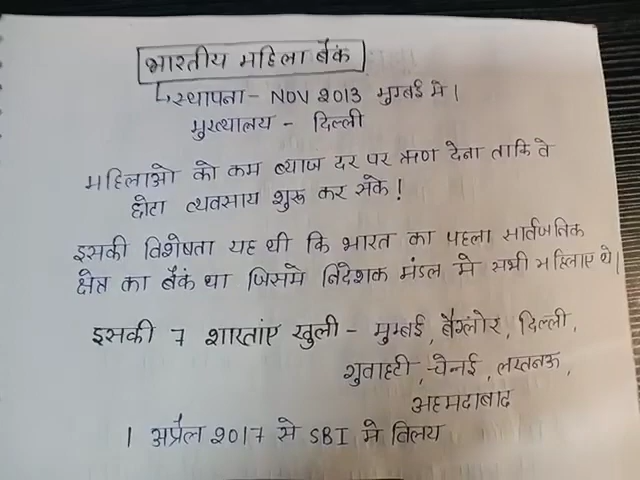 भारतीय महिला बैंक
स्थापना - NOV 2013 मुम्बई मे।
मुख्यालय - दिल्ली
महिलाओ को कम ब्याज दर पर ऋण देना ताकि वे
छोटा व्यवसाय शुरू कर सके!
इसकी विशेषता यह थी कि भारत का पहला सार्वजनिक
क्षेत्र का बैंक था जिसमे निदेशक मंडल मे सभी महिलाए थे।
इसकी 7 शाखांए खुली - मुम्बई, बैंग्लोर, दिल्ली,
गुवाहटी, चेनई, लखनऊ,
अहमदाबाद
1 अप्रैल 2017 से SBI मे विलय